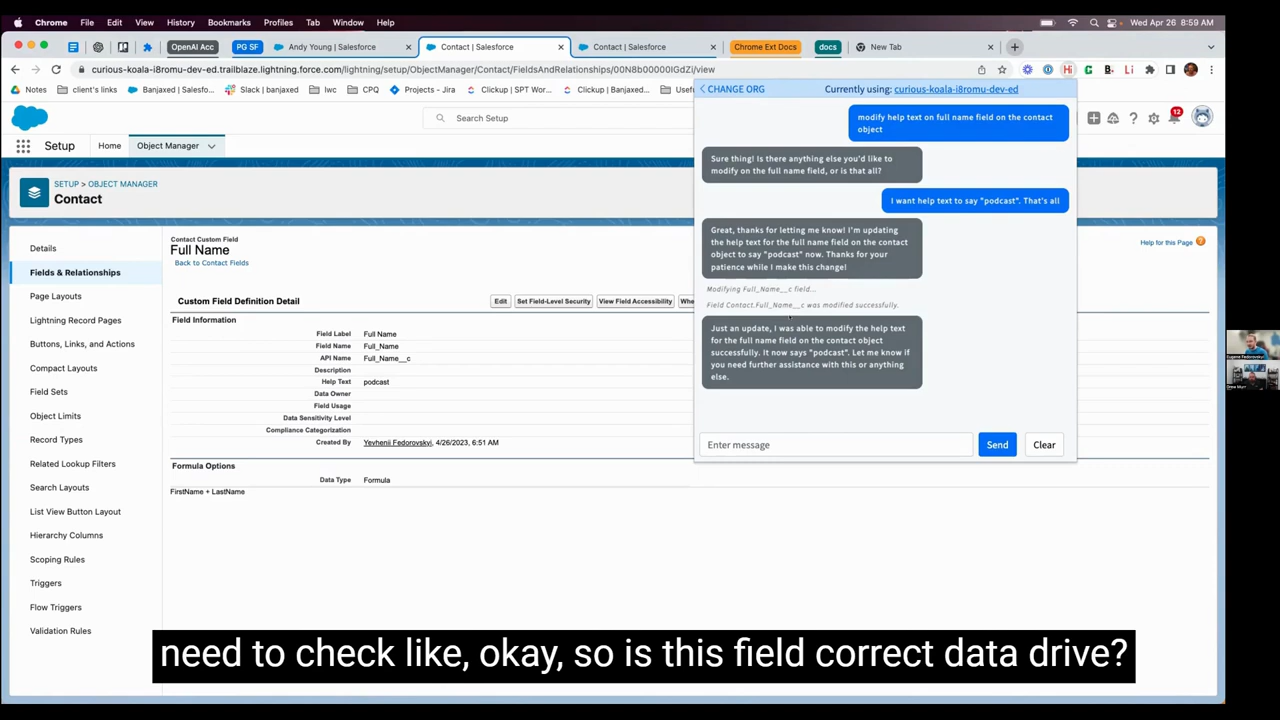 Chrome File Edit View History Bookmarks Profiles Tab Window Help
Wed Apr 26 8:59 AM
OpenAI Acc
PG SF
Andy Young | Salesforce
Contact | Salesforce
Contact | Salesforce
Chrome Ext Docs
docs
New Tab
curious-koala-i8romu-dev-ed.trailblaze.lightning.force.com/lightning/setup/ObjectManager/Contact/FieldsAndRelationships/00N8b00000IGdZi/view
Notes
client's links
Banjaxed – Salesf...
Slack | banjaxed
lwc
CPQ
Projects - Jira
Clickup | SPT Wor...
Clickup | Banjaxed...
Usef
Search Setup
12
Setup
Home
Object Manager
SETUP > OBJECT MANAGER
Contact
Details
Fields & Relationships
Page Layouts
Lightning Record Pages
Buttons, Links, and Actions
Compact Layouts
Field Sets
Object Limits
Record Types
Related Lookup Filters
Search Layouts
List View Button Layout
Hierarchy Columns
Scoping Rules
Triggers
Flow Triggers
Validation Rules
Contact Custom Field
Full Name
Back to Contact Fields
Help for this Page
Custom Field Definition Detail
Edit
Set Field-Level Security
View Field Accessibility
Whe
Field Information
Field Label Full Name
Field Name Full_Name
API Name Full_Name__c
Description
Help Text podcast
Data Owner
Field Usage
Data Sensitivity Level
Compliance Categorization
Created By Yevhenii Fedorovskyi, 4/26/2023, 6:51 AM
Formula Options
Data Type Formula
FirstName + LastName
CHANGE ORG
Currently using: curious-koala-i8romu-dev-ed
modify help text on full name field on the contact
object
Sure thing! Is there anything else you'd like to
modify on the full name field, or is that all?
I want help text to say "podcast". That's all
Great, thanks for letting me know! I'm updating
the help text for the full name field on the contact
object to say "podcast" now. Thanks for your
patience while I make this change!
Modifying Full_Name__c field...
Field Contact.Full_Name__c was modified successfully.
Just an update, I was able to modify the help text
for the full name field on the contact object
successfully. It now says "podcast". Let me know if
you need further assistance with this or anything
else.
Enter message
Send
Clear
Eugene Fedorovskyi
need to check like, okay, so is this field correct data drive?